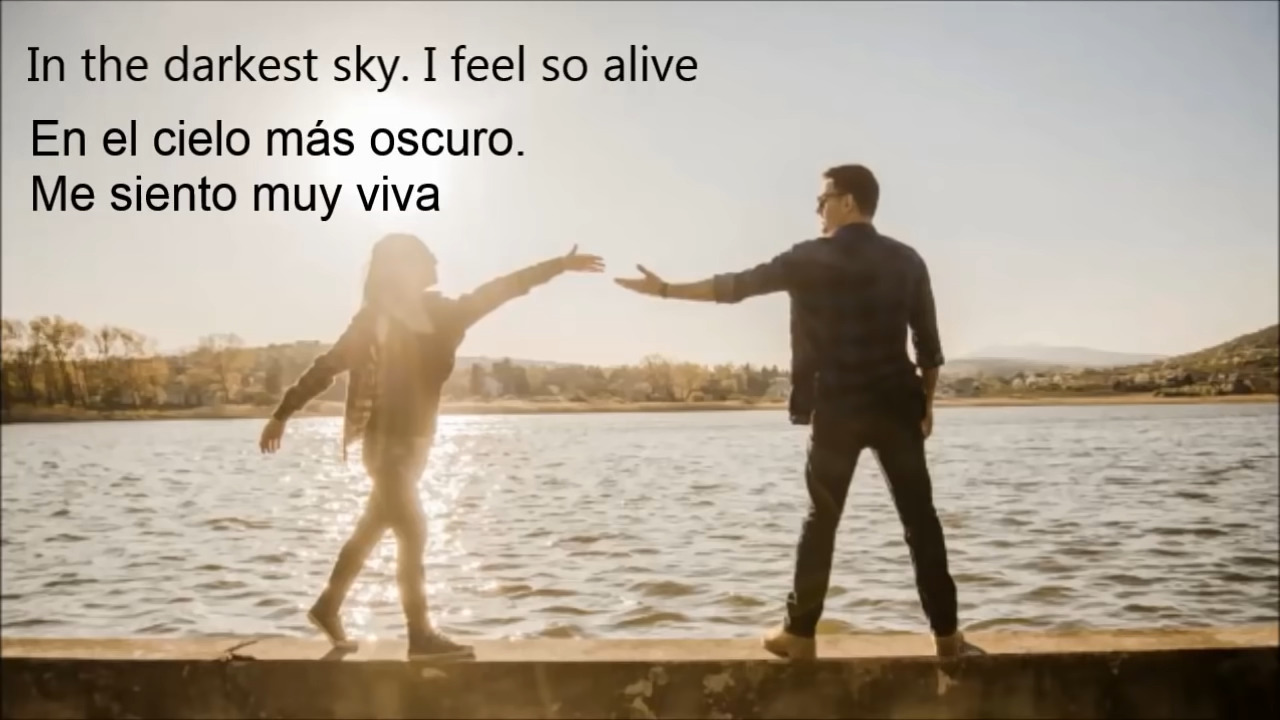 In the darkest sky. I feel so alive
En el cielo más oscuro.
Me siento muy viva